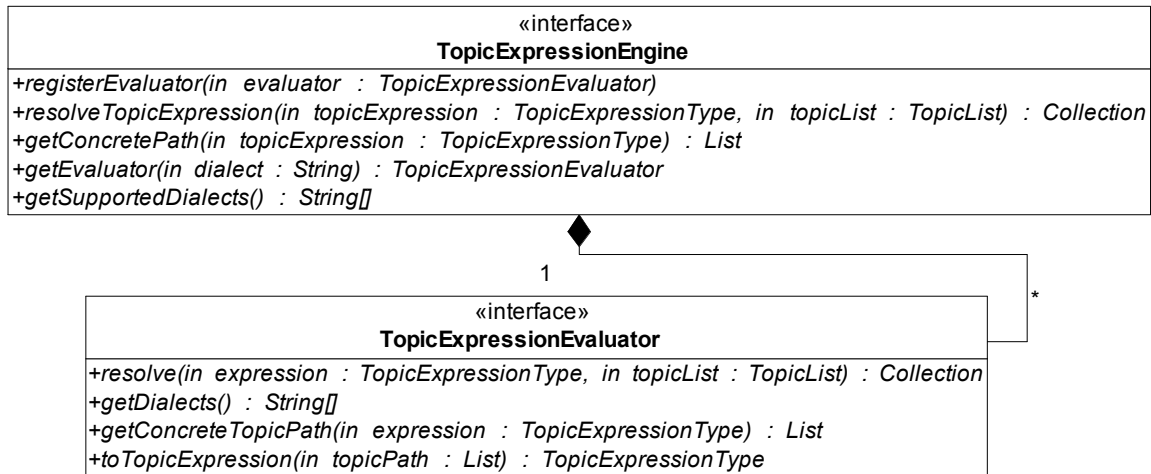 «interface»
TopicExpressionEngine
+registerEvaluator(in evaluator : TopicExpressionEvaluator)
+resolveTopicExpression(in topicExpression : TopicExpressionType, in topicList : TopicList) : Collection
+getConcretePath(in topicExpression : TopicExpressionType) : List
+getEvaluator(in dialect : String) : TopicExpressionEvaluator
+getSupportedDialects() : String[]
1
*
«interface»
TopicExpressionEvaluator
+resolve(in expression : TopicExpressionType, in topicList : TopicList) : Collection
+getDialects() : String[]
+getConcreteTopicPath(in expression : TopicExpressionType) : List
+toTopicExpression(in topicPath : List) : TopicExpressionType